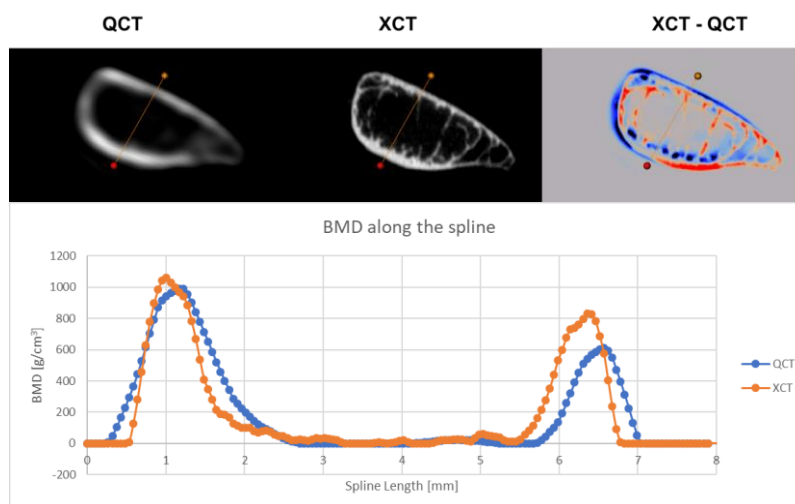 QCT XCT XCT - QCT
BMD along the spline
1200
1000
800
600
400
200
0
-200
BMD [g/cm³]
0 1 2 3 4 5 6 7 8
Spline Length [mm]
QCT
XCT